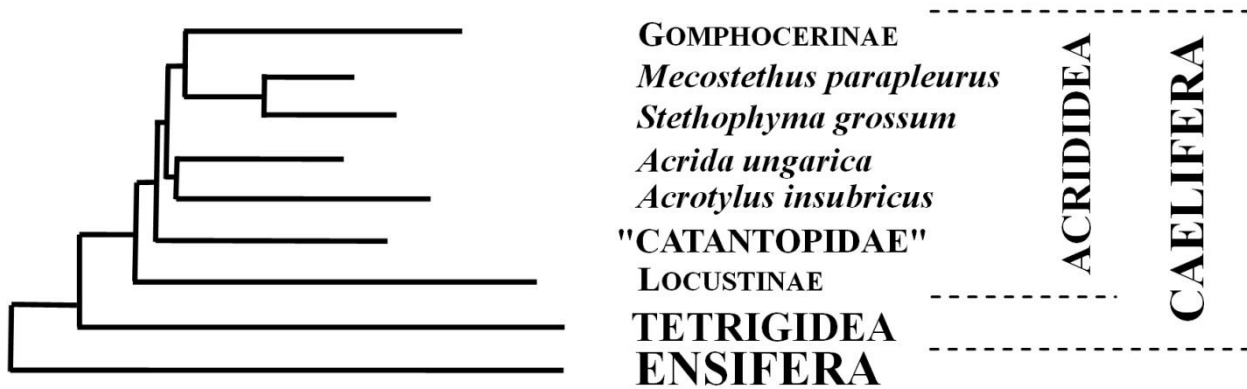 GOMPHOCERINAE
Mecostethus parapleurus
Stethophyma grossum
Acrida ungarica
Acrotylus insubricus
"CATANTOPIDAE"
LOCUSTINAE
TETRIGIDEA
ENSIFERA
ACRIDIDEA
CAELIFERA